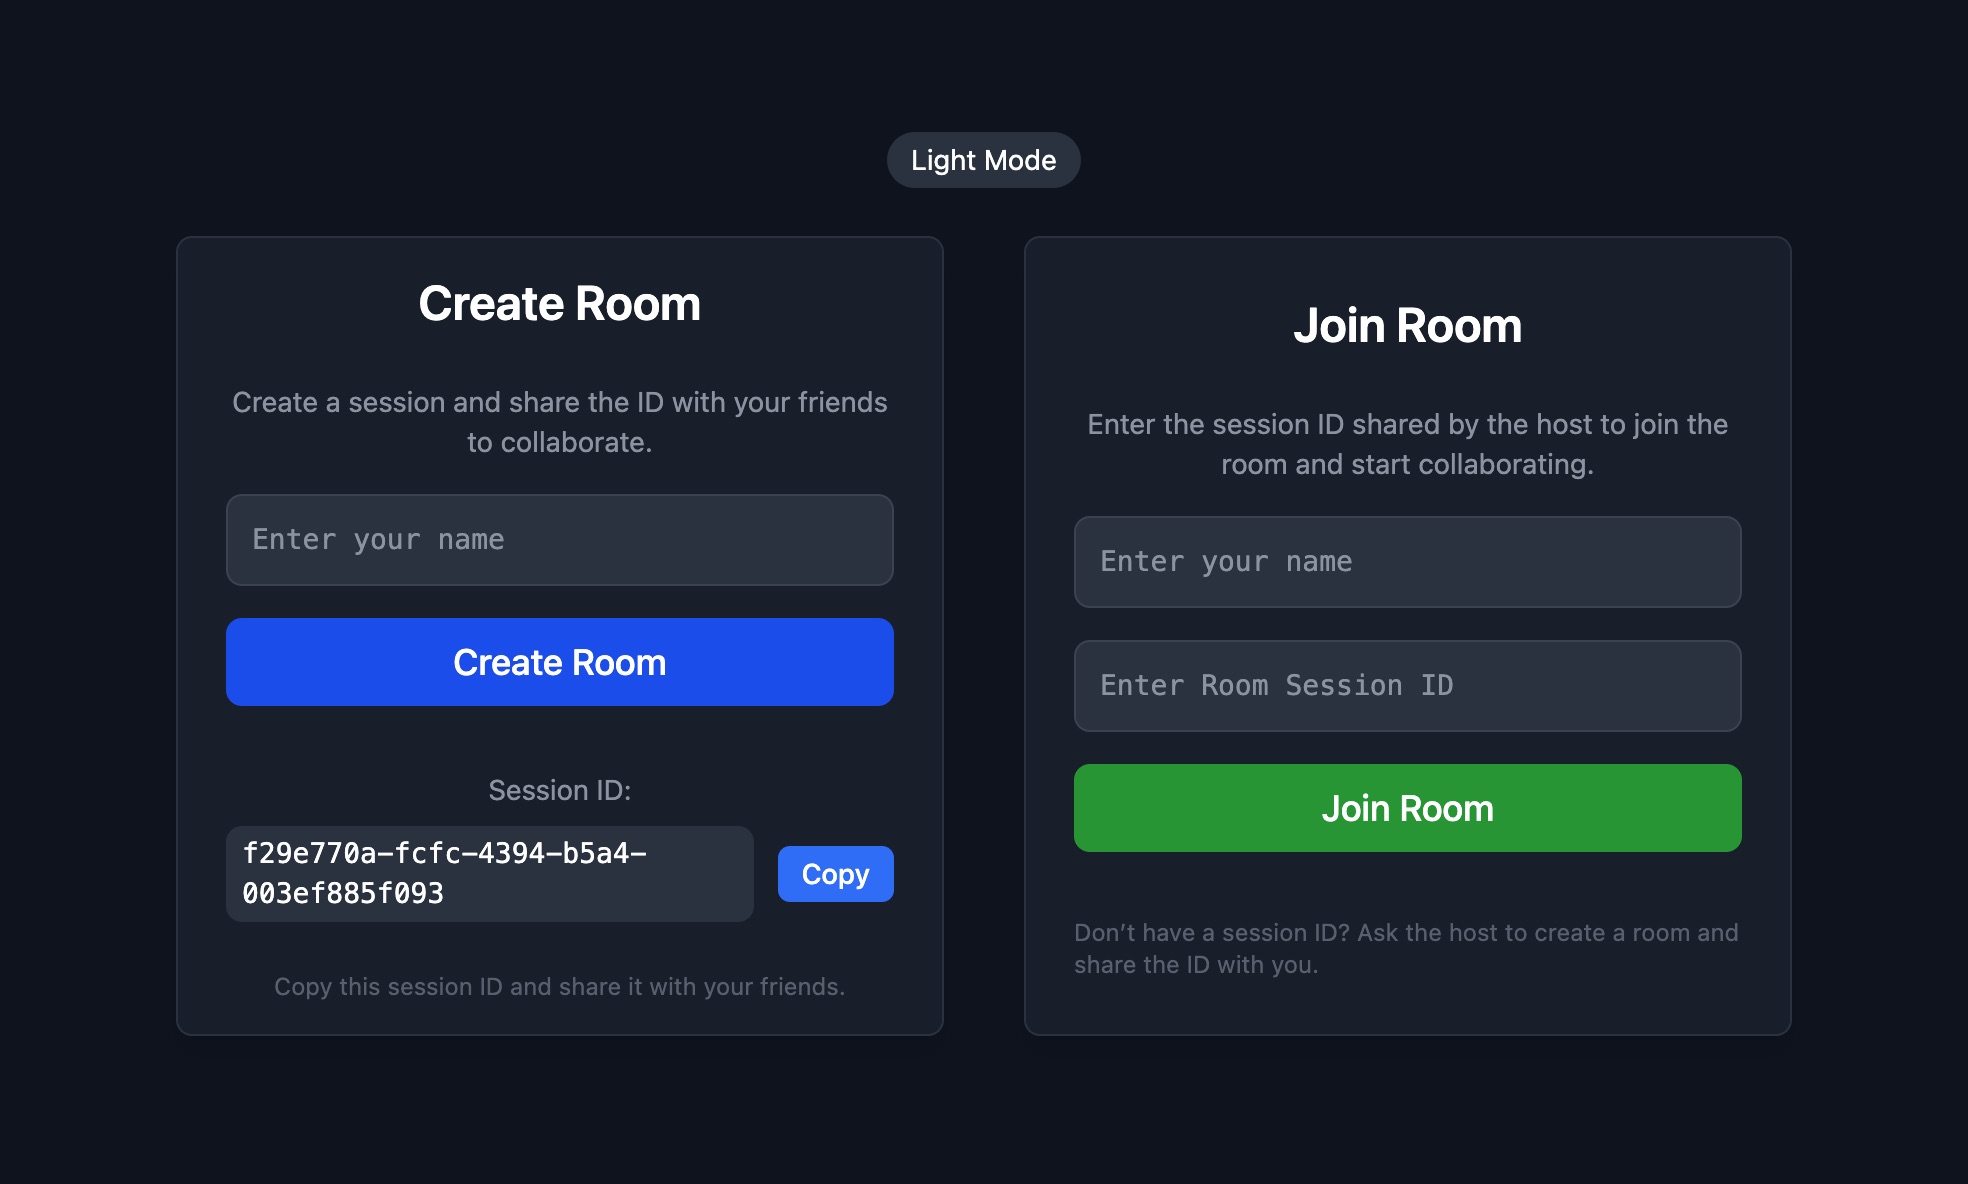 Light Mode
Create Room
Create a session and share the ID with your friends
to collaborate.
Enter your name
Create Room
Session ID:
f29e770a-fcfc-4394-b5a4-
003ef885f093
Copy
Copy this session ID and share it with your friends.
Join Room
Enter the session ID shared by the host to join the
room and start collaborating.
Enter your name
Enter Room Session ID
Join Room
Don’t have a session ID? Ask the host to create a room and
share the ID with you.